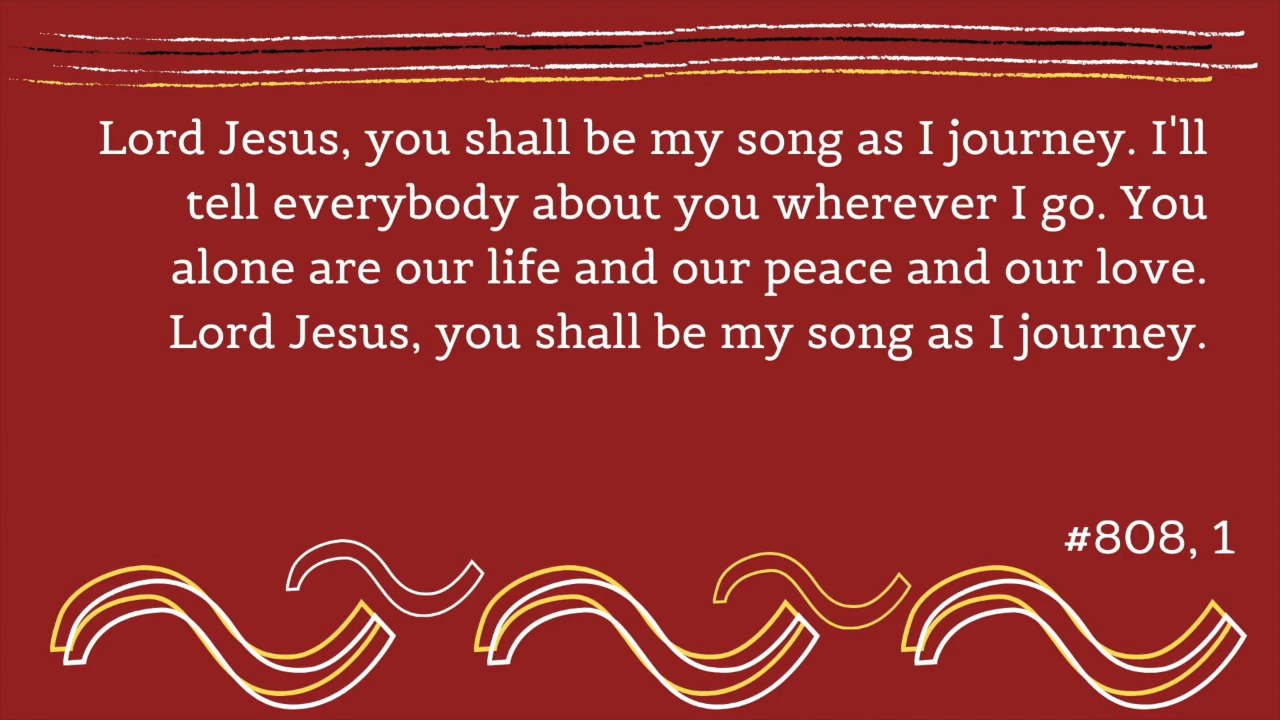 Lord Jesus, you shall be my song as I journey. I'll
tell everybody about you wherever I go. You
alone are our life and our peace and our love.
Lord Jesus, you shall be my song as I journey.
#808, 1